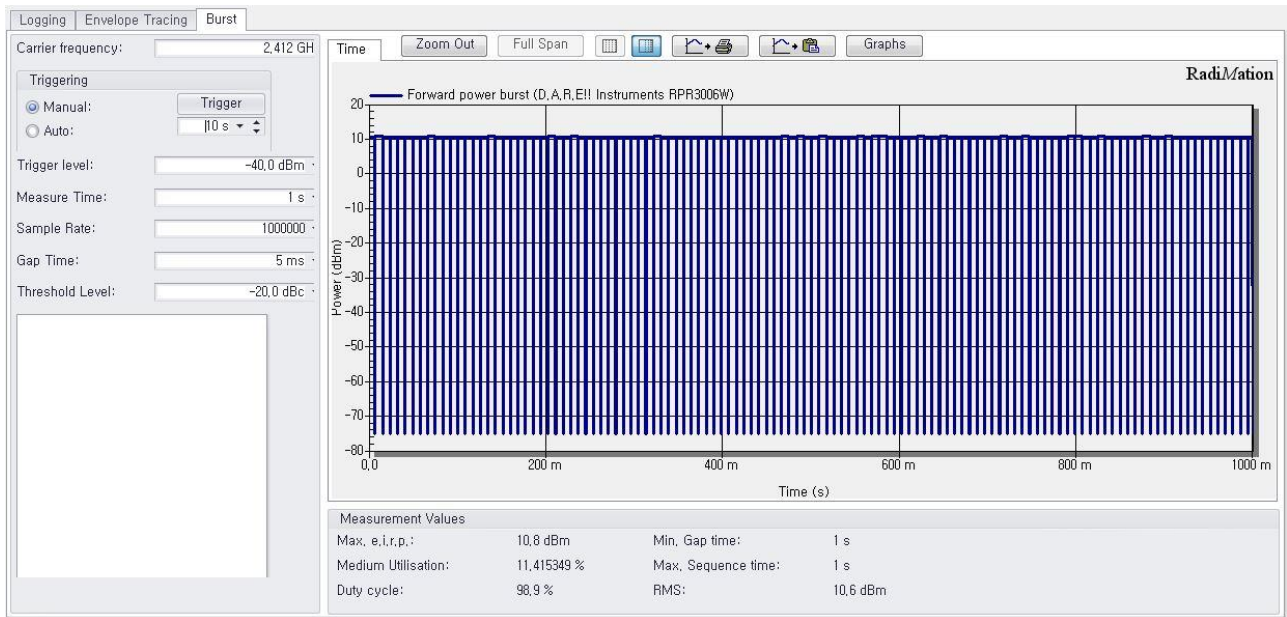 Logging Envelope Tracing Burst
Carrier frequency: 2,412 GH
Triggering
Manual: Trigger
Auto: 10 s
Trigger level: -40,0 dBm
Measure Time: 1 s
Sample Rate: 1000000
Gap Time: 5 ms
Threshold Level: -20,0 dBc
Time Zoom Out Full Span Graphs
RadiMation
Forward power burst (D,A,R,E!! Instruments RPR3006W)
Power (dBm)
20
10
0
-10
-20
-30
-40
-50
-60
-70
-80
0,0 200 m 400 m 600 m 800 m 1000 m
Time (s)
Measurement Values
Max, e,i,r,p,: 10,8 dBm Min, Gap time: 1 s
Medium Utilisation: 11,415349 % Max, Sequence time: 1 s
Duty cycle: 98,9 % RMS: 10,6 dBm